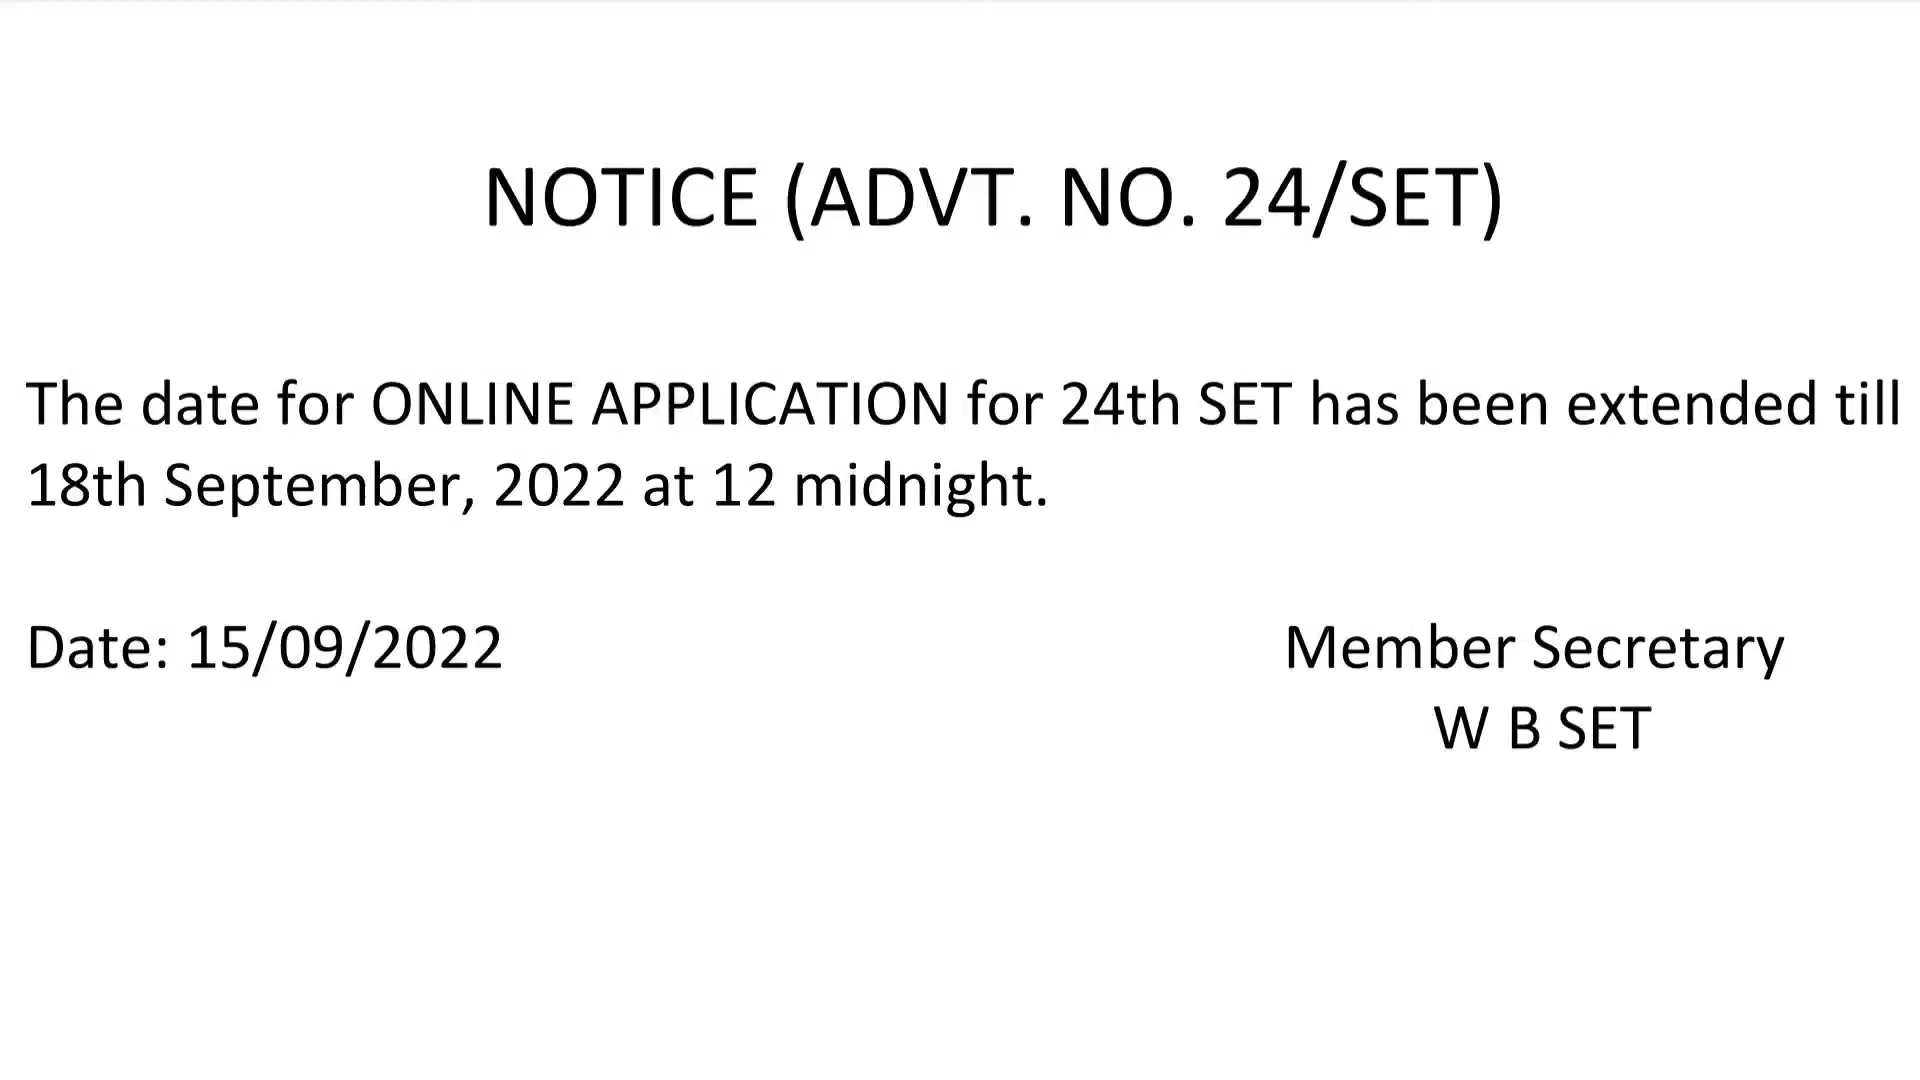 NOTICE (ADVT. NO. 24/SET)
The date for ONLINE APPLICATION for 24th SET has been extended till
18th September, 2022 at 12 midnight.
Date: 15/09/2022 Member Secretary
W B SET